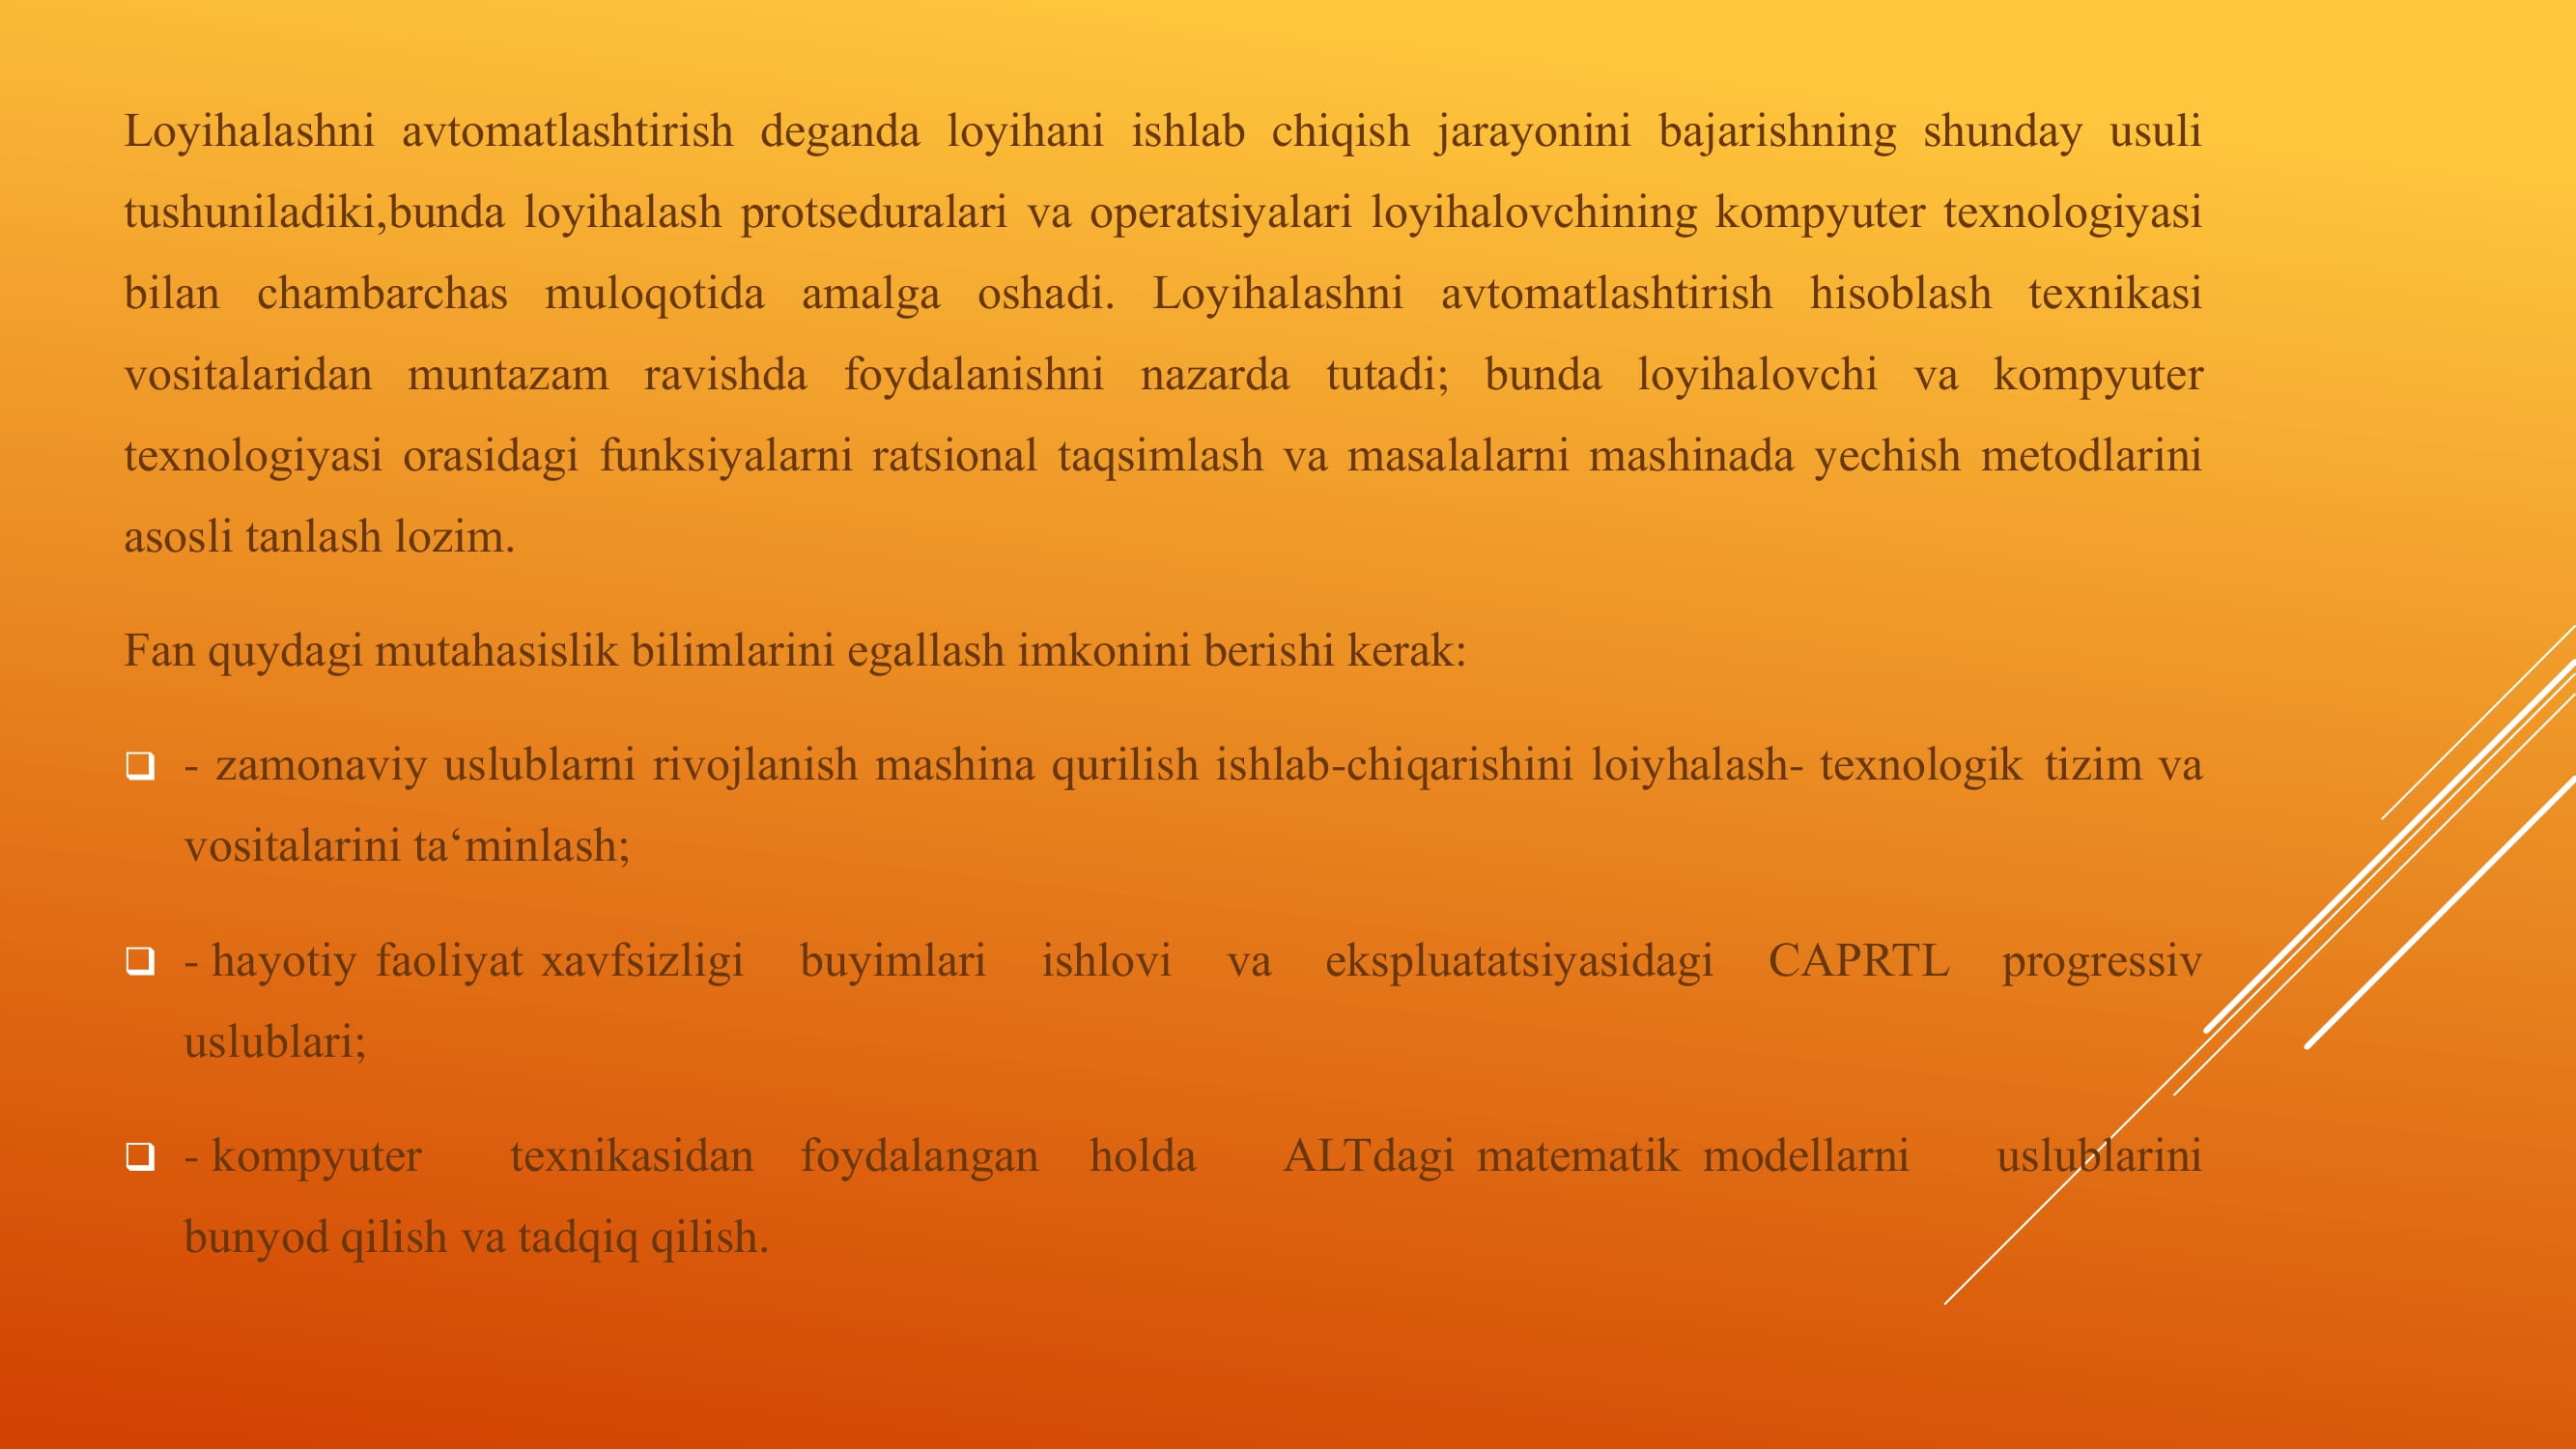 Loyihalashni avtomatlashtirish deganda loyihani ishlab chiqish jarayonini bajarishning shunday usuli
tushuniladiki,bunda loyihalash protseduralari va operatsiyalari loyihalovchining kompyuter texnologiyasi
bilan chambarchas muloqotida amalga oshadi. Loyihalashni avtomatlashtirish hisoblash texnikasi
vositalaridan muntazam ravishda foydalanishni nazarda tutadi; bunda loyihalovchi va kompyuter
texnologiyasi orasidagi funksiyalarni ratsional taqsimlash va masalalarni mashinada yechish metodlarini
asosli tanlash lozim.
Fan quydagi mutahasislik bilimlarini egallash imkonini berishi kerak:
❑ - zamonaviy uslublarni rivojlanish mashina qurilish ishlab-chiqarishini loiyhalash- texnologik tizim va
vositalarini ta‘minlash;
❑ - hayotiy faoliyat xavfsizligi buyimlari ishlovi va ekspluatatsiyasidagi CAPRTL progressiv
uslublari;
❑ - kompyuter texnikasidan foydalangan holda ALTdagi matematik modellarni uslublarini
bunyod qilish va tadqiq qilish.